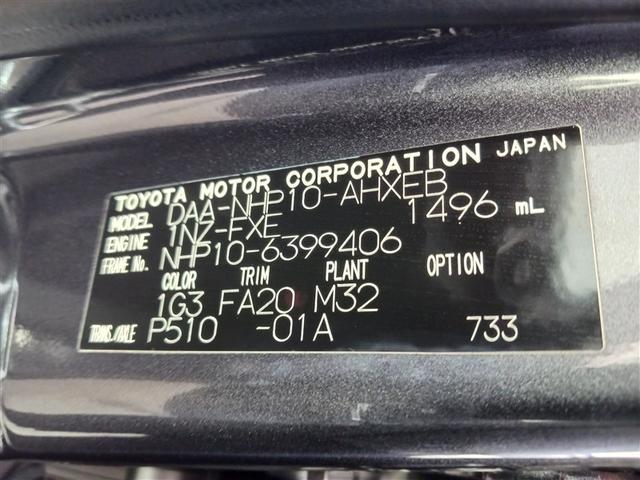 TOYOTA MOTOR CORPORATION JAPAN
MODEL DAA-NHP10-AHXEB
ENGINE 1NZ-FXE 1496 mL
FRAME No. NHP10-6399406
COLOR TRIM PLANT OPTION
1G3 FA20 M32
TRANS./AXLE P510 -01A 733